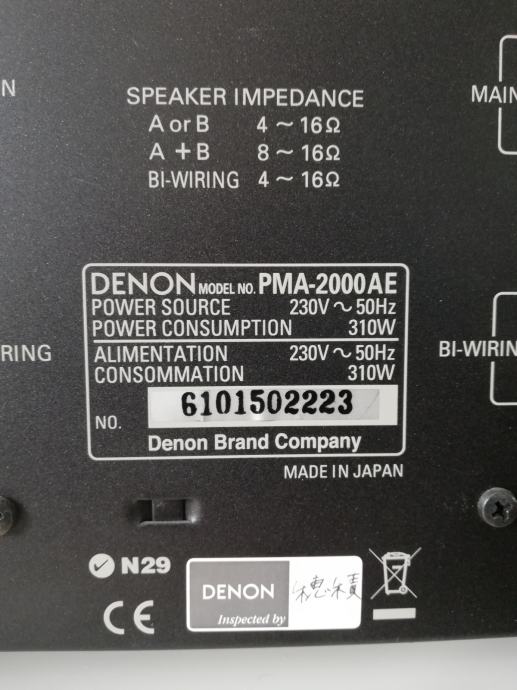 N
SPEAKER IMPEDANCE
A or B 4 ~ 16Ω
A + B 8 ~ 16Ω
BI-WIRING 4 ~ 16Ω
MAIN
DENON MODEL NO. PMA-2000AE
POWER SOURCE 230V ~ 50Hz
POWER CONSUMPTION 310W
ALIMENTATION 230V ~ 50Hz
CONSOMMATION 310W
RING
BI-WIRIN
NO. 6101502223
Denon Brand Company
MADE IN JAPAN
N29
CE
DENON
Inspected by
穂積